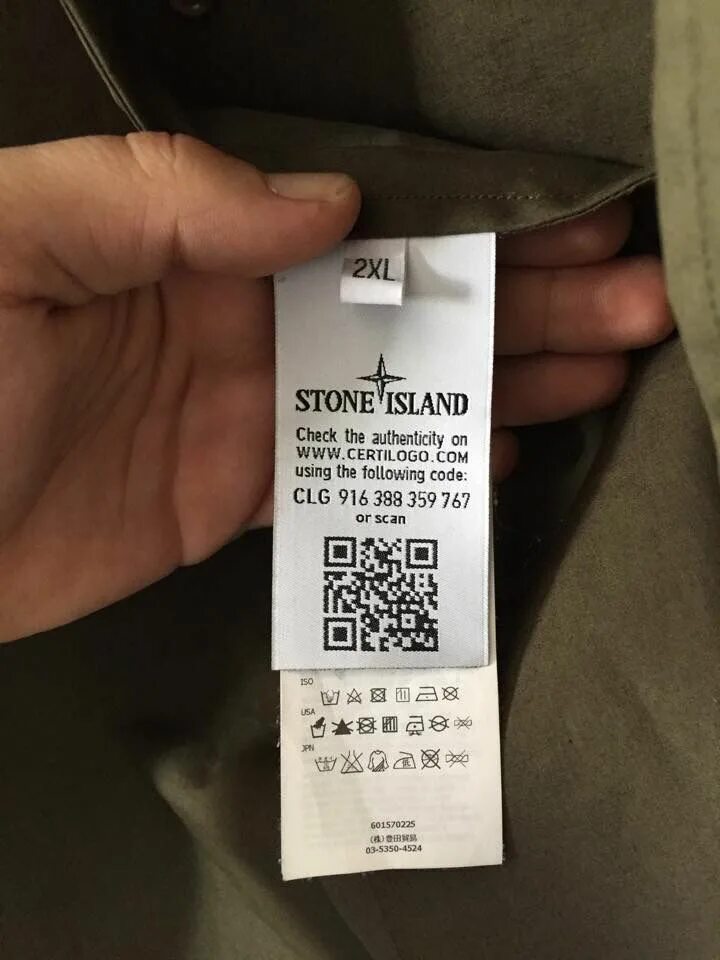 2XL
STONE ISLAND
Check the authenticity on
WWW.CERTILOGO.COM
using the following code:
CLG 916 388 359 767
or scan
ISO
USA
JPN
601570225
(株)豊田貿易
03-5350-4524